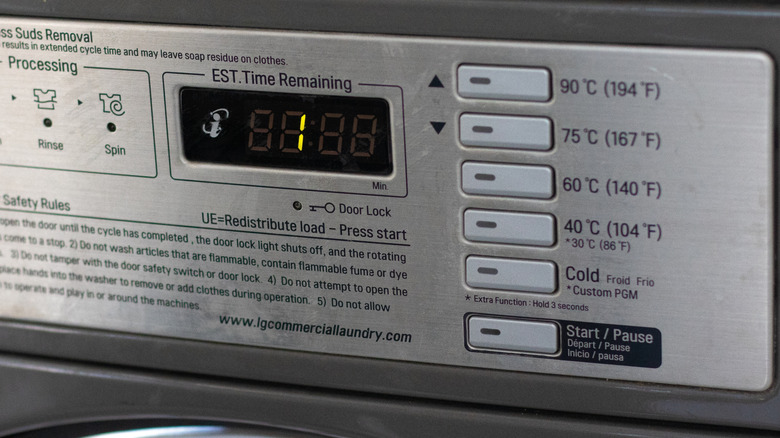 ss Suds Removal
results in extended cycle time and may leave soap residue on clothes.
Processing
Rinse
Spin
EST.Time Remaining
1
Min.
Door Lock
UE=Redistribute load – Press start
Safety Rules
open the door until the cycle has completed , the door lock light shuts off, and the rotating
come to a stop. 2) Do not wash articles that are flammable, contain flammable fume or dye
3) Do not tamper with the door safety switch or door lock. 4) Do not attempt to open the
place hands into the washer to remove or add clothes during operation. 5) Do not allow
to operate and play in or around the machines.
www.lgcommerciallaundry.com
90°C (194°F)
75°C (167°F)
60°C (140°F)
40°C (104°F)
*30°C (86°F)
Cold Froid Frio
*Custom PGM
* Extra Function : Hold 3 seconds
Start / Pause
Départ / Pause
Inicio / pausa